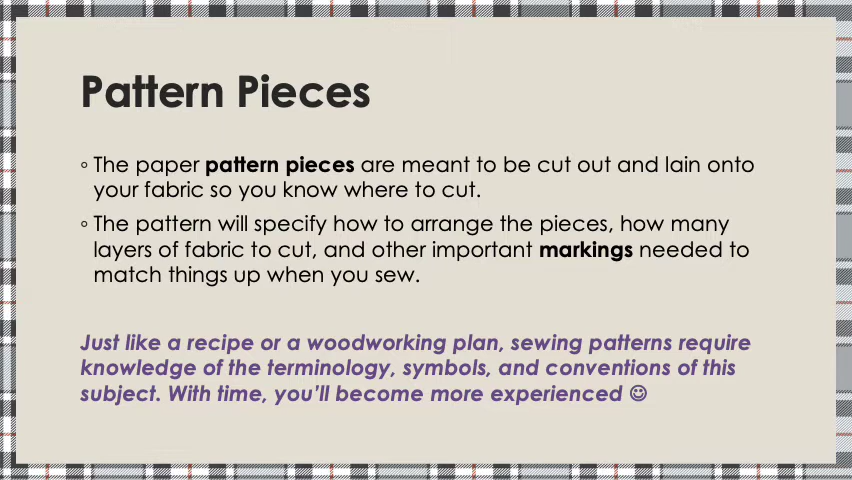 Pattern Pieces
◦ The paper pattern pieces are meant to be cut out and lain onto
your fabric so you know where to cut.
◦ The pattern will specify how to arrange the pieces, how many
layers of fabric to cut, and other important markings needed to
match things up when you sew.
Just like a recipe or a woodworking plan, sewing patterns require
knowledge of the terminology, symbols, and conventions of this
subject. With time, you'll become more experienced ☺